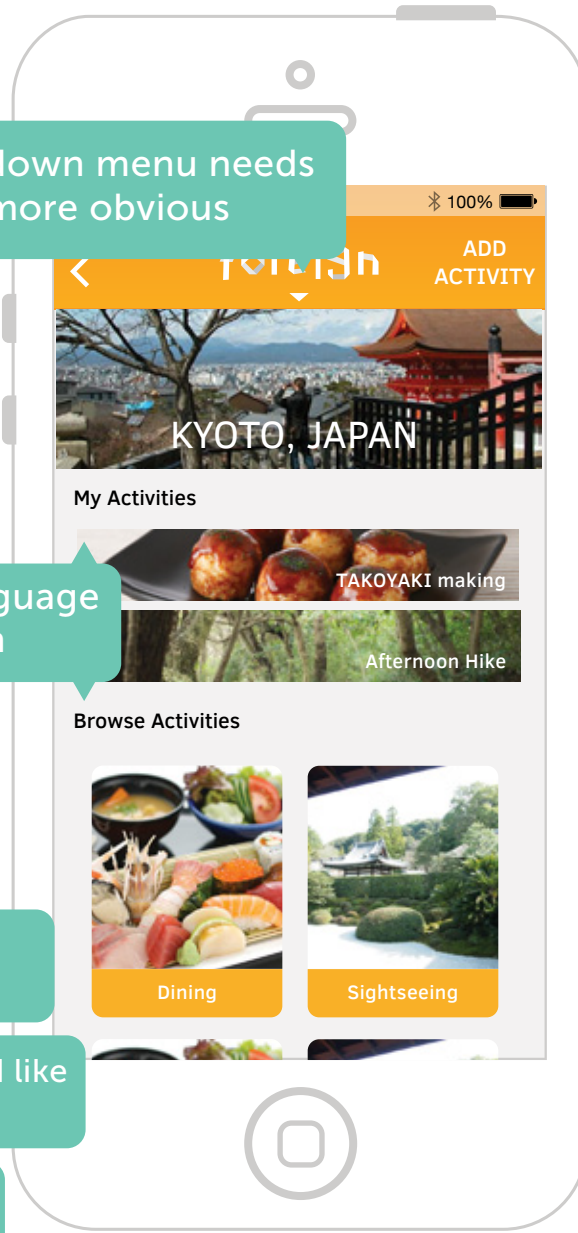 down menu needs
more obvious
100%
foreign
ADD
ACTIVITY
KYOTO, JAPAN
My Activities
TAKOYAKI making
Afternoon Hike
Browse Activities
Dining
Sightseeing
like